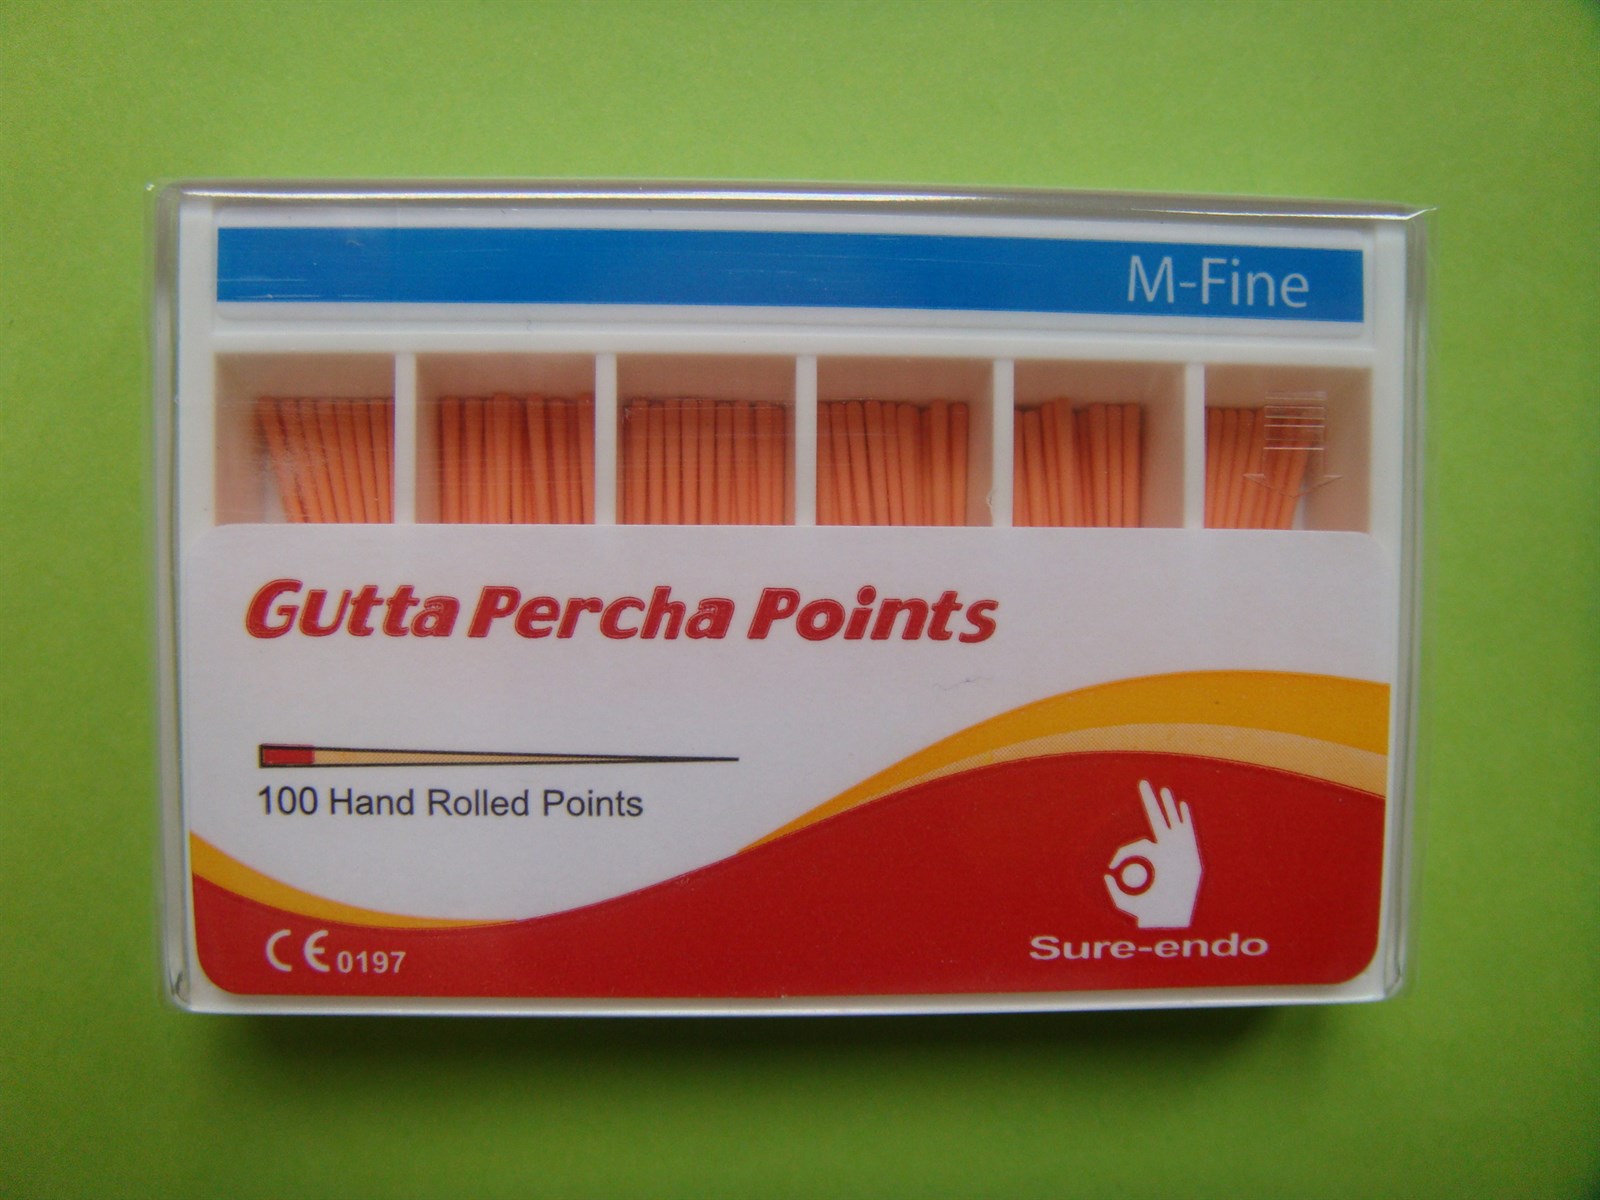 M-Fine
Gutta Percha Points
100 Hand Rolled Points
CE 0197
Sure-endo